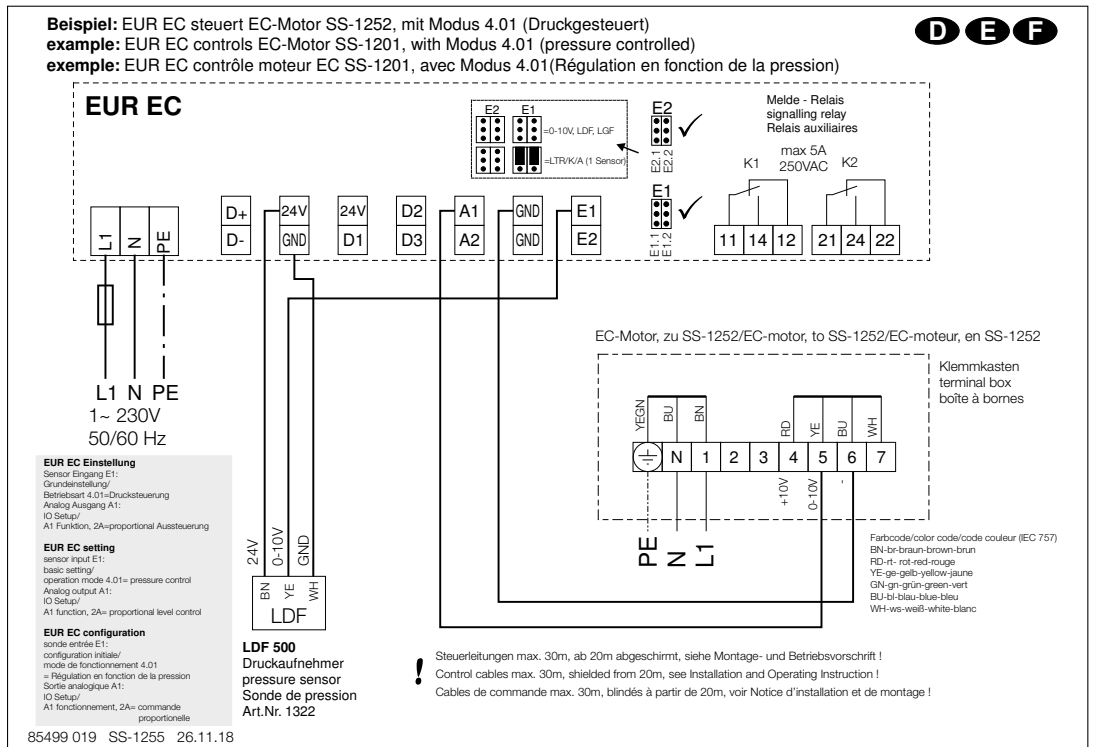 Beispiel: EUR EC steuert EC-Motor SS-1252, mit Modus 4.01 (Druckgesteuert)
example: EUR EC controls EC-Motor SS-1201, with Modus 4.01 (pressure controlled)
exemple: EUR EC contrôle moteur EC SS-1201, avec Modus 4.01(Régulation en fonction de la pression)
D E F
EUR EC
E2 E1
=0-10V, LDF, LGF
=LTR/K/A (1 Sensor)
E2
E2.1
E2.2
E1
E1.1
E1.2
Melde - Relais
signalling relay
Relais auxiliaires
max 5A
250VAC
K1 K2
11 14 12 21 24 22
L1 N PE
D+ 24V 24V D2 A1 GND E1
D- GND D1 D3 A2 GND E2
L1 N PE
1~ 230V
50/60 Hz
EC-Motor, zu SS-1252/EC-motor, to SS-1252/EC-moteur, en SS-1252
Klemmkasten
terminal box
boîte à bornes
YEGN BU BN RD YE BU WH
N 1 2 3 4 5 6 7
+10V 0-10V -
PE N L1
EUR EC Einstellung
Sensor Eingang E1:
Grundeinstellung/
Betriebsart 4.01=Drucksteuerung
Analog Ausgang A1:
IO Setup/
A1 Funktion, 2A=proportional Aussteuerung
EUR EC setting
sensor input E1:
basic setting/
operation mode 4.01= pressure control
Analog output A1:
IO Setup/
A1 function, 2A= proportional level control
EUR EC configuration
sonde entrée E1:
configuration initiale/
mode de fonctionnement 4.01
= Régulation en fonction de la pression
Sortie analogique A1:
IO Setup/
A1 fonctionnement, 2A= commande
proportionelle
24V 0-10V GND
BN YE WH
LDF
LDF 500
Druckaufnehmer
pressure sensor
Sonde de pression
Art.Nr. 1322
Farbcode/color code/code couleur (IEC 757)
BN-br-braun-brown-brun
RD-rt- rot-red-rouge
YE-ge-gelb-yellow-jaune
GN-gn-grün-green-vert
BU-bl-blau-blue-bleu
WH-ws-weiß-white-blanc
!
Steuerleitungen max. 30m, ab 20m abgeschirmt, siehe Montage- und Betriebsvorschrift !
Control cables max. 30m, shielded from 20m, see Installation and Operating Instruction !
Cables de commande max. 30m, blindés à partir de 20m, voir Notice d'installation et de montage !
85499 019 SS-1255 26.11.18